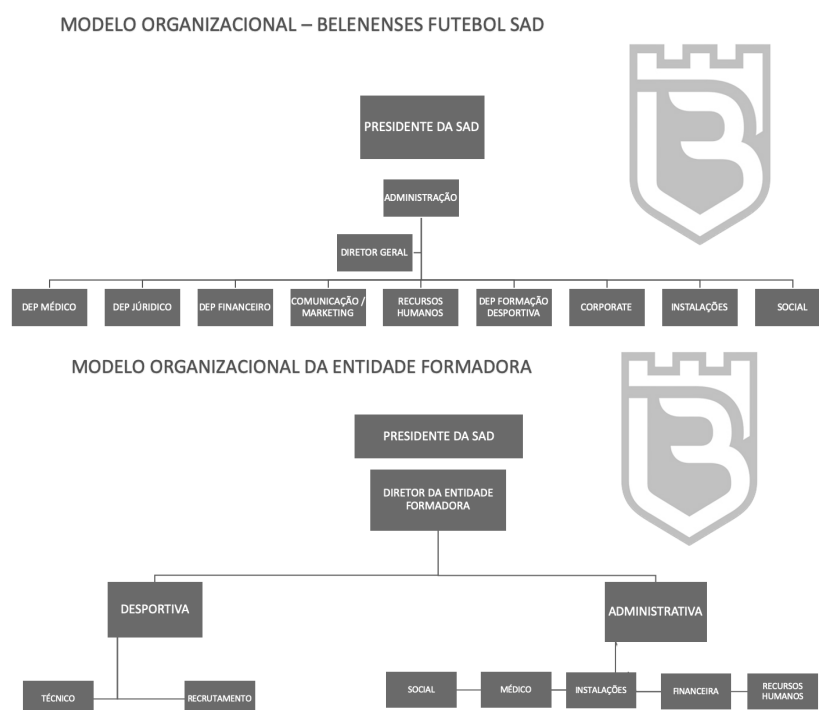 MODELO ORGANIZACIONAL – BELENENSES FUTEBOL SAD
PRESIDENTE DA SAD
ADMINISTRAÇÃO
DIRETOR GERAL
DEP MÉDICO
DEP JÚRIDICO
DEP FINANCEIRO
COMUNICAÇÃO /
MARKETING
RECURSOS
HUMANOS
DEP FORMAÇÃO
DESPORTIVA
CORPORATE
INSTALAÇÕES
SOCIAL
MODELO ORGANIZACIONAL DA ENTIDADE FORMADORA
PRESIDENTE DA SAD
DIRETOR DA ENTIDADE
FORMADORA
DESPORTIVA
ADMINISTRATIVA
TÉCNICO
RECRUTAMENTO
SOCIAL
MÉDICO
INSTALAÇÕES
FINANCEIRA
RECURSOS
HUMANOS